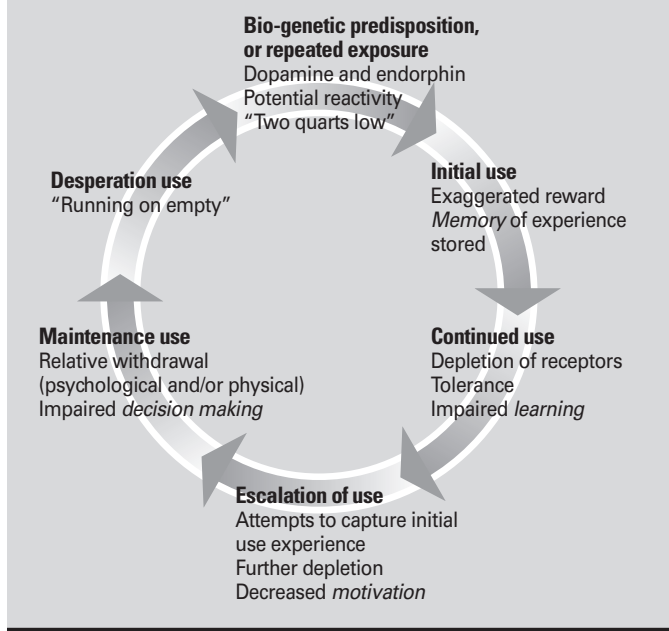 Bio-genetic predisposition,
or repeated exposure
Dopamine and endorphin
Potential reactivity
“Two quarts low”
Initial use
Exaggerated reward
Memory of experience
stored
Continued use
Depletion of receptors
Tolerance
Impaired learning
Escalation of use
Attempts to capture initial
use experience
Further depletion
Decreased motivation
Maintenance use
Relative withdrawal
(psychological and/or physical)
Impaired decision making
Desperation use
“Running on empty”